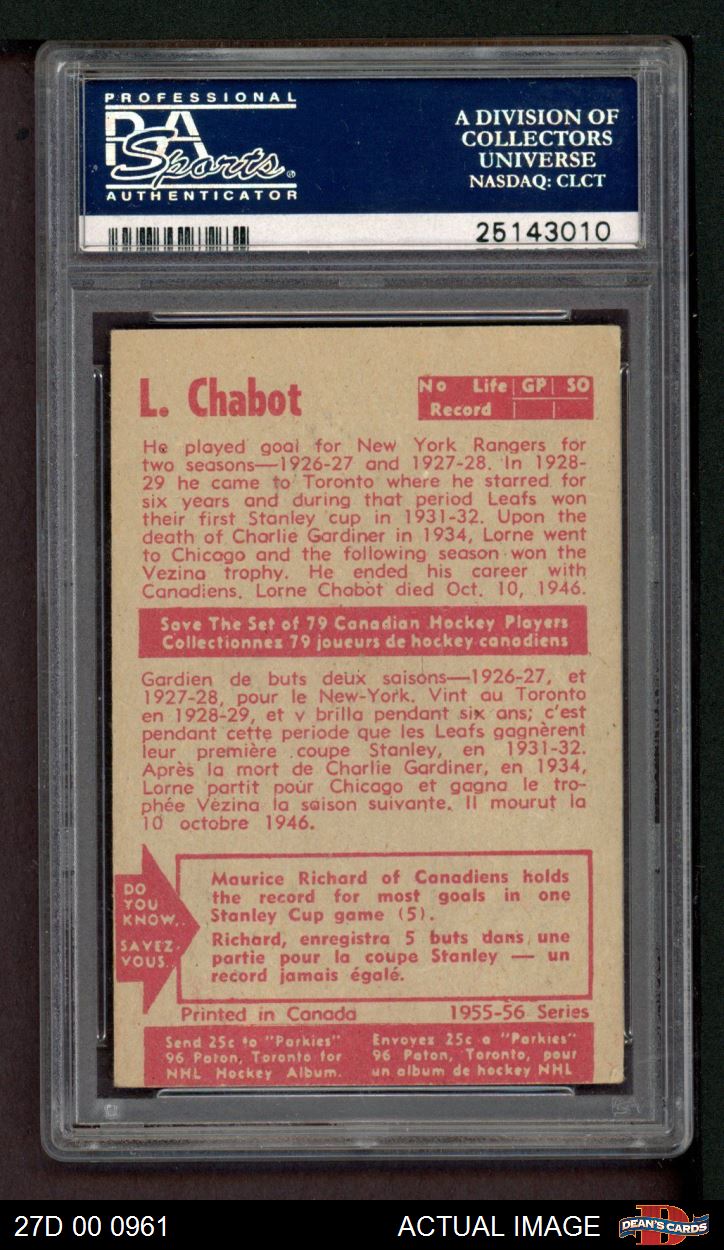 PROFESSIONAL
PSA
Sports®
AUTHENTICATOR
A DIVISION OF
COLLECTORS
UNIVERSE
NASDAQ: CLCT
25143010
L. Chabot
No Life GP SO
Record
He played goal for New York Rangers for
two seasons—1926-27 and 1927-28. In 1928-
29 he came to Toronto where he starred for
six years and during that period Leafs won
their first Stanley cup in 1931-32. Upon the
death of Charlie Gardiner in 1934, Lorne went
to Chicago and the following season won the
Vezina trophy. He ended his career with
Canadiens. Lorne Chabot died Oct. 10, 1946.
Save The Set of 79 Canadian Hockey Players
Collectionnez 79 joueurs de hockey canadiens
Gardien de buts deux saisons—1926-27, et
1927-28, pour le New-York. Vint au Toronto
en 1928-29, et v brilla pendant six ans; c'est
pendant cette periode que les Leafs gagnèrent
leur première coupe Stanley, en 1931-32.
Après la mort de Charlie Gardiner, en 1934,
Lorne partit pour Chicago et gagna le tro-
phée Vèzina la saison suivante. Il mourut la
10 octobre 1946.
DO
YOU
KNOW..
SAVEZ-
VOUS.
Maurice Richard of Canadiens holds
the record for most goals in one
Stanley Cup game (5).
Richard, enregistra 5 buts dans une
partie pour la coupe Stanley — un
record jamais égalé.
Printed in Canada 1955-56 Series
Send 25c to "Parkies"
96 Paton, Toronto for
NHL Hockey Album.
Envoyez 25c a "Parkies"
96 Paton, Toronto, pour
un album de hockey NHL
27D 00 0961
ACTUAL IMAGE
D
DEAN'S CARDS